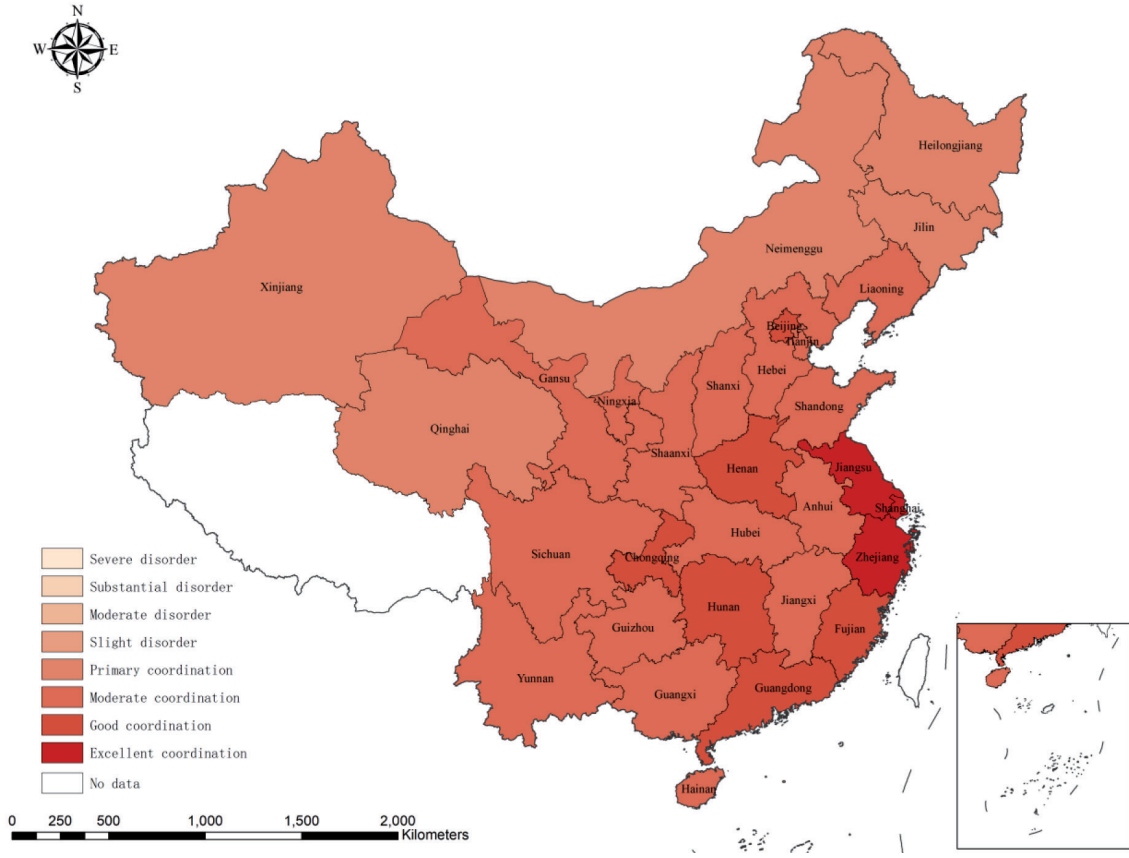 N
W E
S
Heilongjiang
Jilin
Neimenggu
Xinjiang
Liaoning
Beijing
Tianjin
Hebei
Gansu
Shanxi
Ningxia
Shandong
Qinghai
Shaanxi
Henan
Jiangsu
Anhui
Shanghai
Hubei
Sichuan
Chongqing
Zhejiang
Hunan
Jiangxi
Guizhou
Fujian
Yunnan
Guangxi
Guangdong
Hainan
Severe disorder
Substantial disorder
Moderate disorder
Slight disorder
Primary coordination
Moderate coordination
Good coordination
Excellent coordination
No data
0 250 500 1,000 1,500 2,000
Kilometers